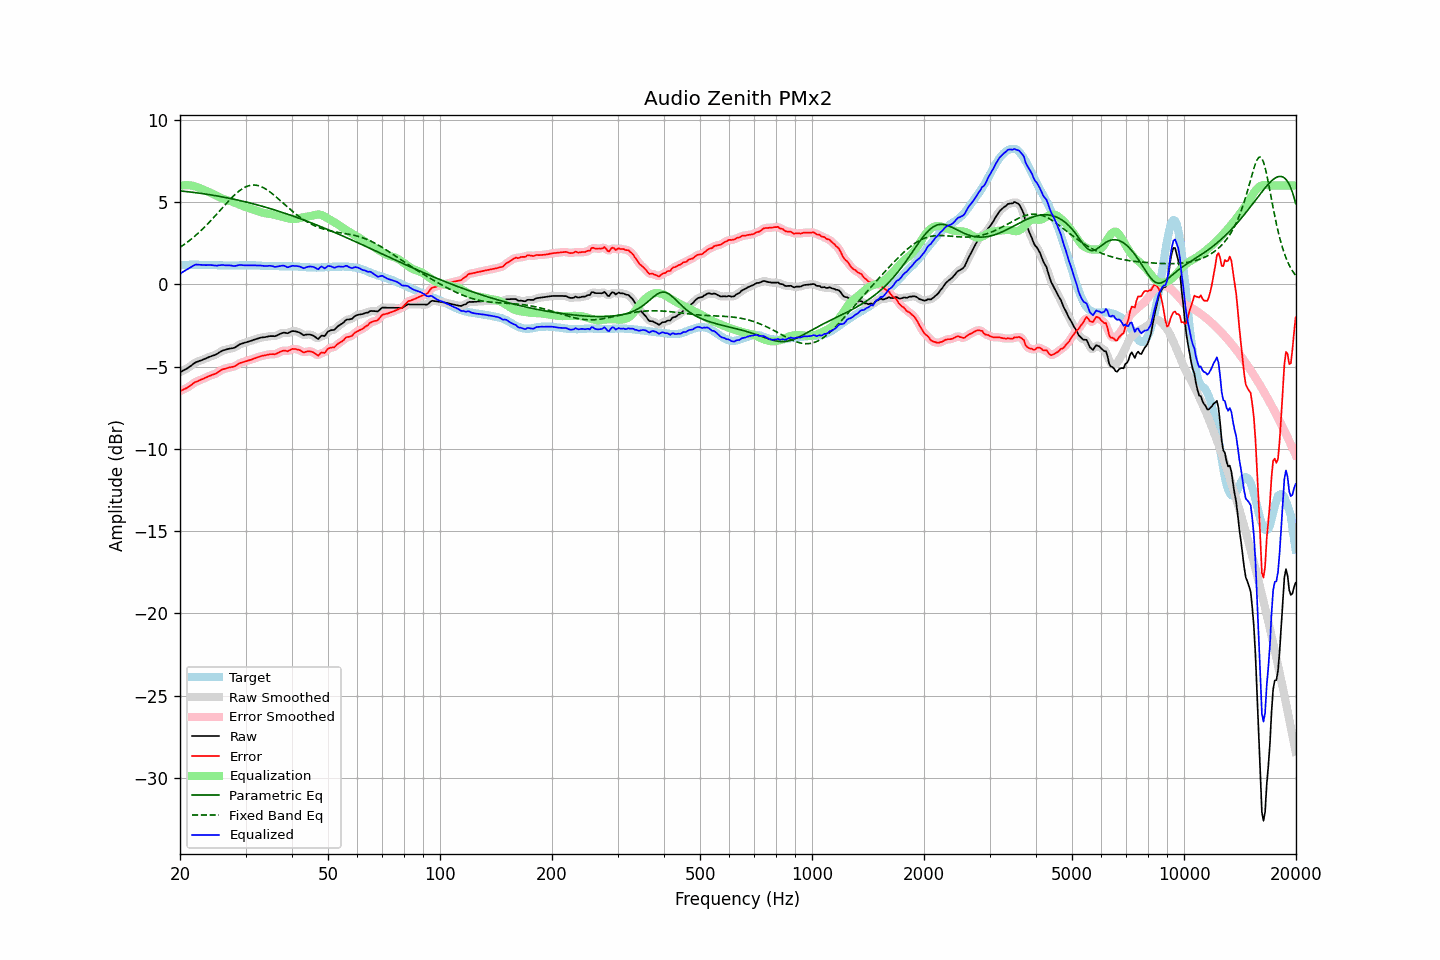 Audio Zenith PMx2
Amplitude (dBr)
10
5
0
−5
−10
−15
−20
−25
−30
Target
Raw Smoothed
Error Smoothed
Raw
Error
Equalization
Parametric Eq
Fixed Band Eq
Equalized
20 50 100 200 500 1000 2000 5000 10000 20000
Frequency (Hz)